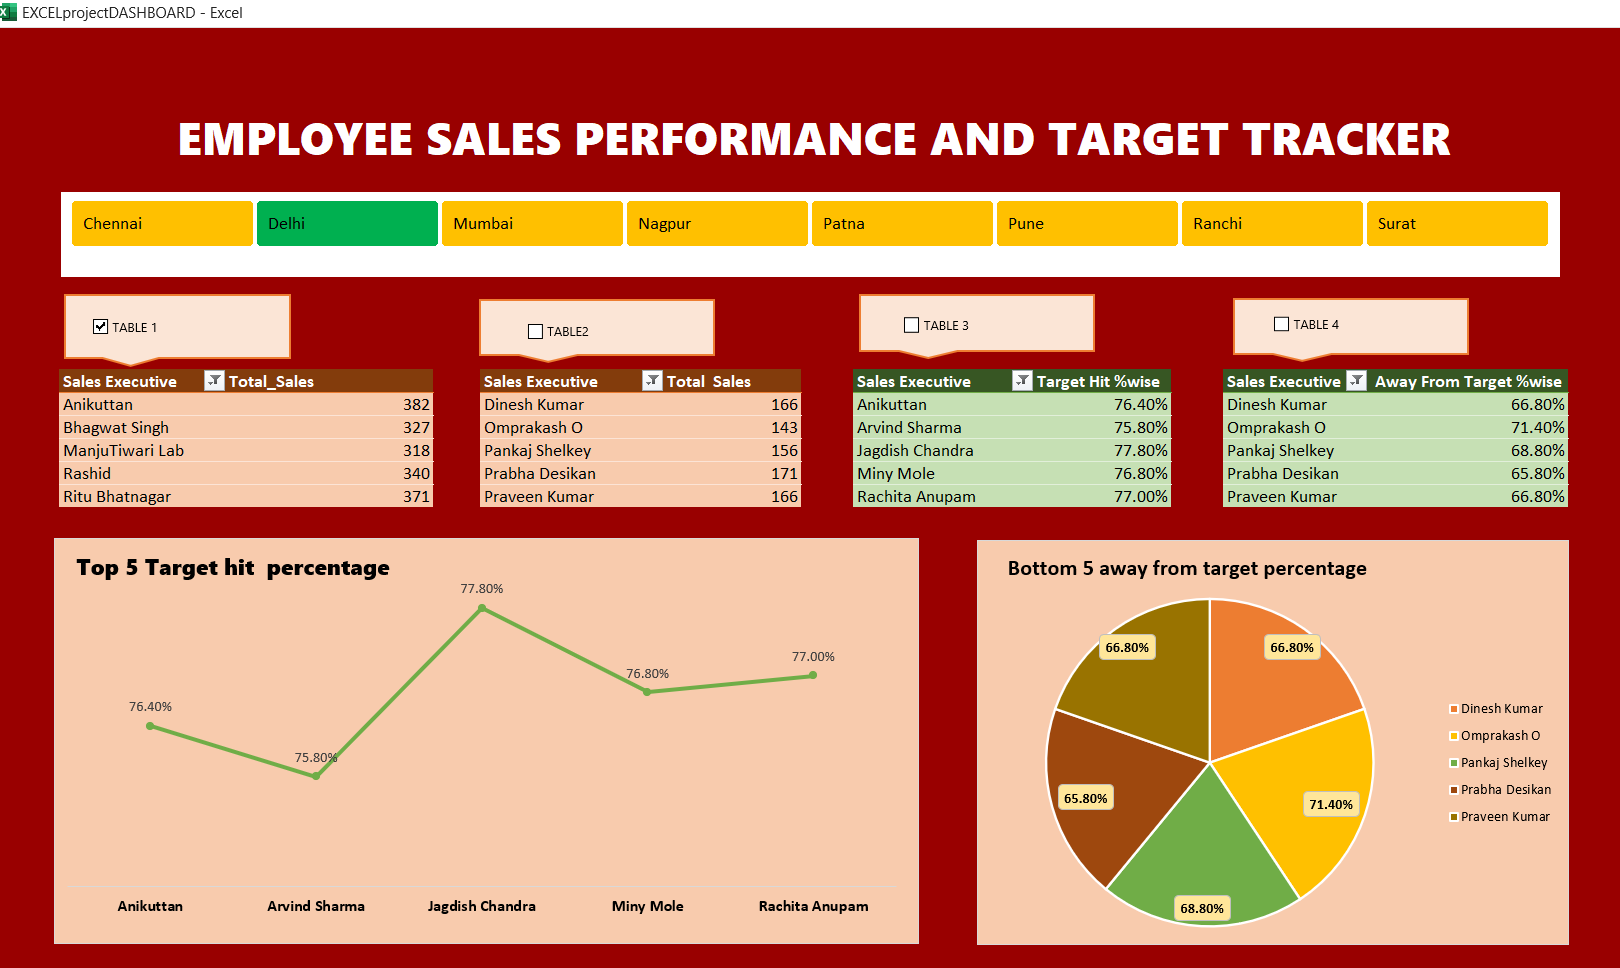 EXCELprojectDASHBOARD - Excel
EMPLOYEE SALES PERFORMANCE AND TARGET TRACKER
Chennai Delhi Mumbai Nagpur Patna Pune Ranchi Surat
TABLE 1
TABLE2
TABLE 3
TABLE 4
Sales Executive Total_Sales
Anikuttan 382
Bhagwat Singh 327
ManjuTiwari Lab 318
Rashid 340
Ritu Bhatnagar 371
Sales Executive Total Sales
Dinesh Kumar 166
Omprakash O 143
Pankaj Shelkey 156
Prabha Desikan 171
Praveen Kumar 166
Sales Executive Target Hit %wise
Anikuttan 76.40%
Arvind Sharma 75.80%
Jagdish Chandra 77.80%
Miny Mole 76.80%
Rachita Anupam 77.00%
Sales Executive Away From Target %wise
Dinesh Kumar 66.80%
Omprakash O 71.40%
Pankaj Shelkey 68.80%
Prabha Desikan 65.80%
Praveen Kumar 66.80%
Top 5 Target hit percentage
77.80%
77.00%
76.80%
76.40%
75.80%
Anikuttan Arvind Sharma Jagdish Chandra Miny Mole Rachita Anupam
Bottom 5 away from target percentage
66.80% 66.80%
65.80% 71.40%
68.80%
Dinesh Kumar
Omprakash O
Pankaj Shelkey
Prabha Desikan
Praveen Kumar